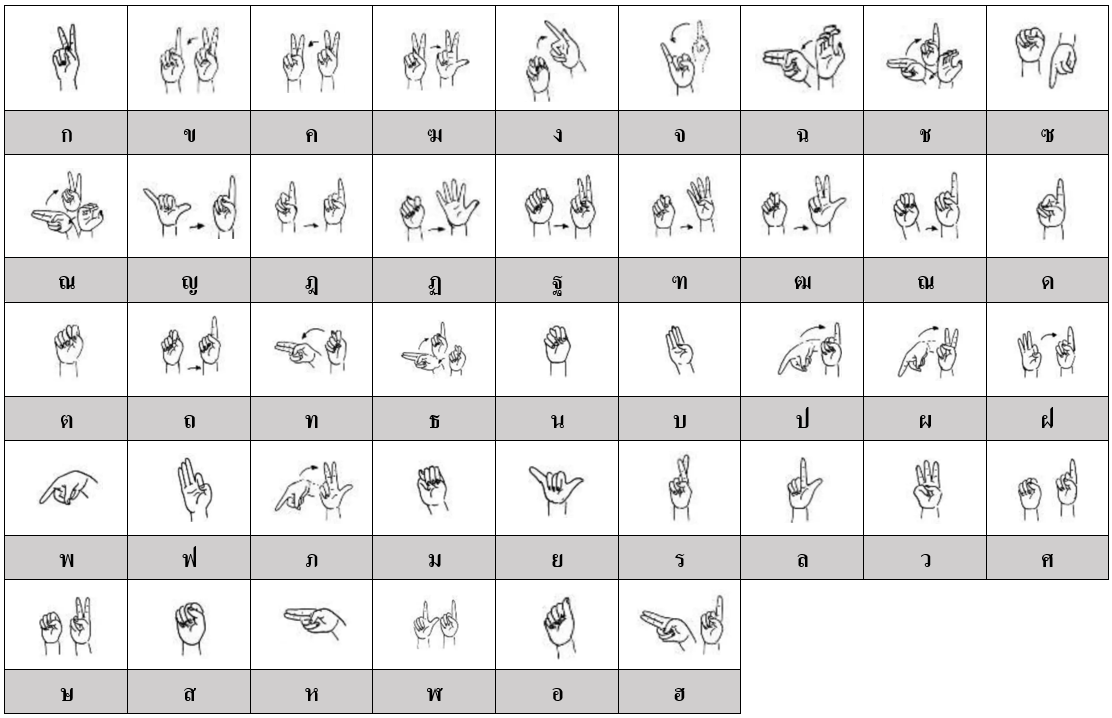 ก ข ค ฆ ง จ ฉ ช ซ
ณ ญ ฎ ฏ ฐ ฑ ฒ ณ ด
ต ถ ท ธ น บ ป ผ ฝ
พ ฟ ภ ม ย ร ล ว ศ
ษ ส ห ฬ อ ฮ